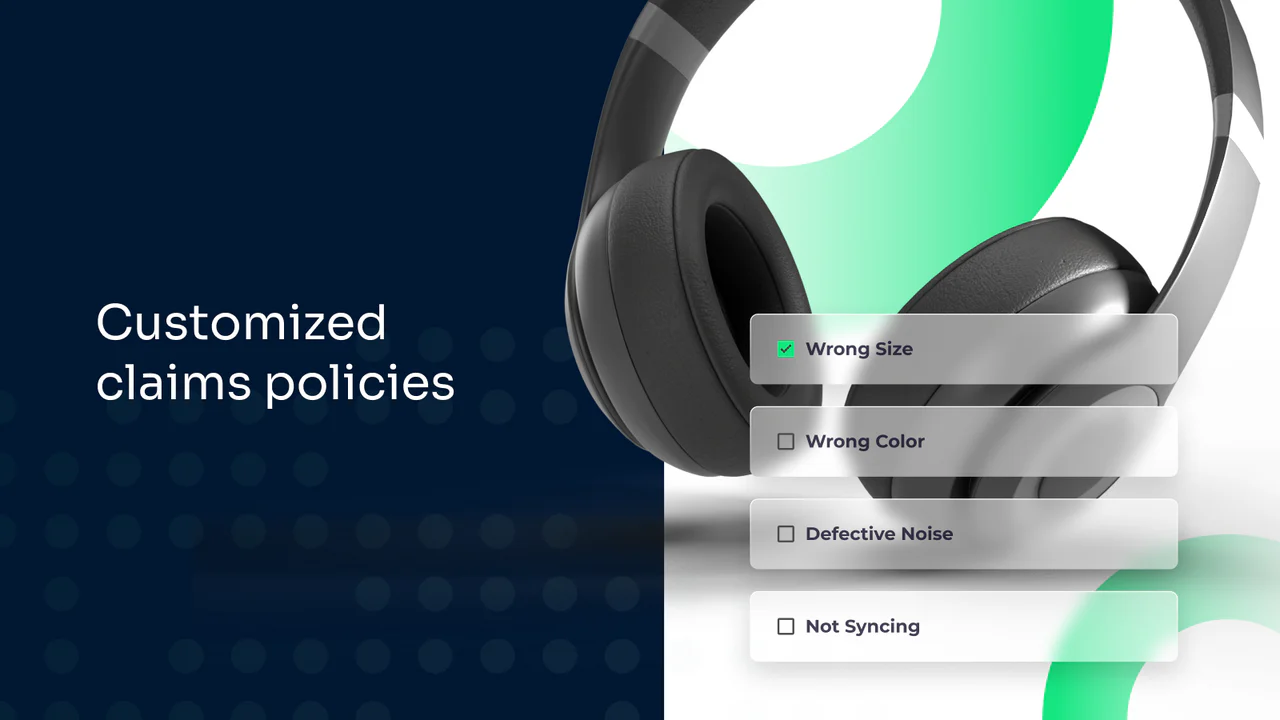 Customized
claims policies
Wrong Size
Wrong Color
Defective Noise
Not Syncing